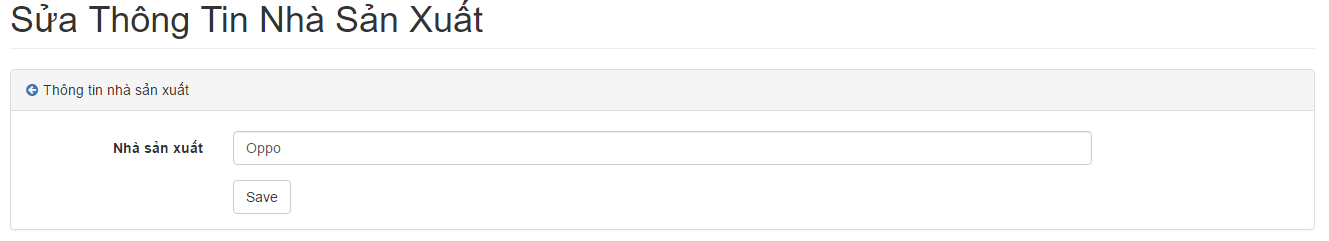 Sửa Thông Tin Nhà Sản Xuất
Thông tin nhà sản xuất
Nhà sản xuất
Oppo
Save